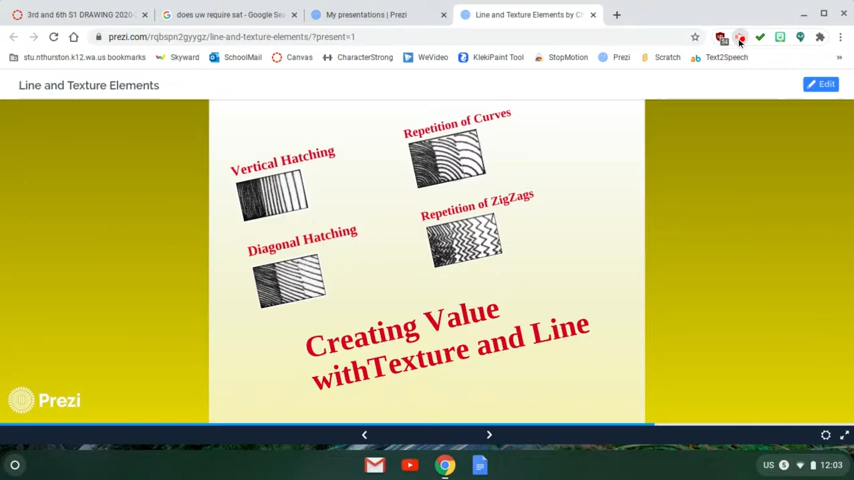 3rd and 6th S1 DRAWING 2020-
does uw require sat - Google Sea
My presentations | Prezi
Line and Texture Elements by C
prezi.com/rqbspn2gyygz/line-and-texture-elements/?present=1
stu.nthurston.k12.wa.us bookmarks
Skyward
SchoolMail
Canvas
CharacterStrong
WeVideo
KlekiPaint Tool
StopMotion
Prezi
Scratch
Text2Speech
Line and Texture Elements
Edit
Repetition of Curves
Vertical Hatching
Repetition of ZigZags
Diagonal Hatching
Creating Value
withTexture and Line
Prezi
US
5
12:03